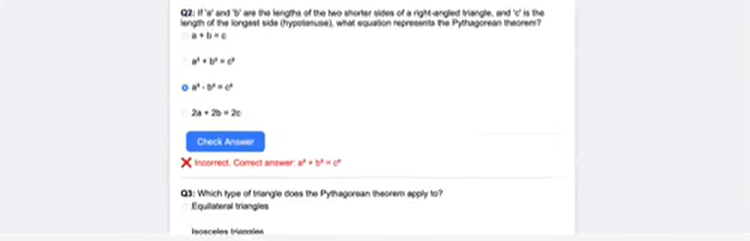 Q2: If 'a' and 'b' are the lengths of the two shorter sides of a right-angled triangle, and 'c' is the
length of the longest side (hypotenuse), what equation represents the Pythagorean theorem?
a + b = c
a² + b² = c²
a² - b² = c²
2a + 2b = 2c
Check Answer
❌ Incorrect. Correct answer: a² + b² = c²
Q3: Which type of triangle does the Pythagorean theorem apply to?
Equilateral triangles
Isosceles triangles